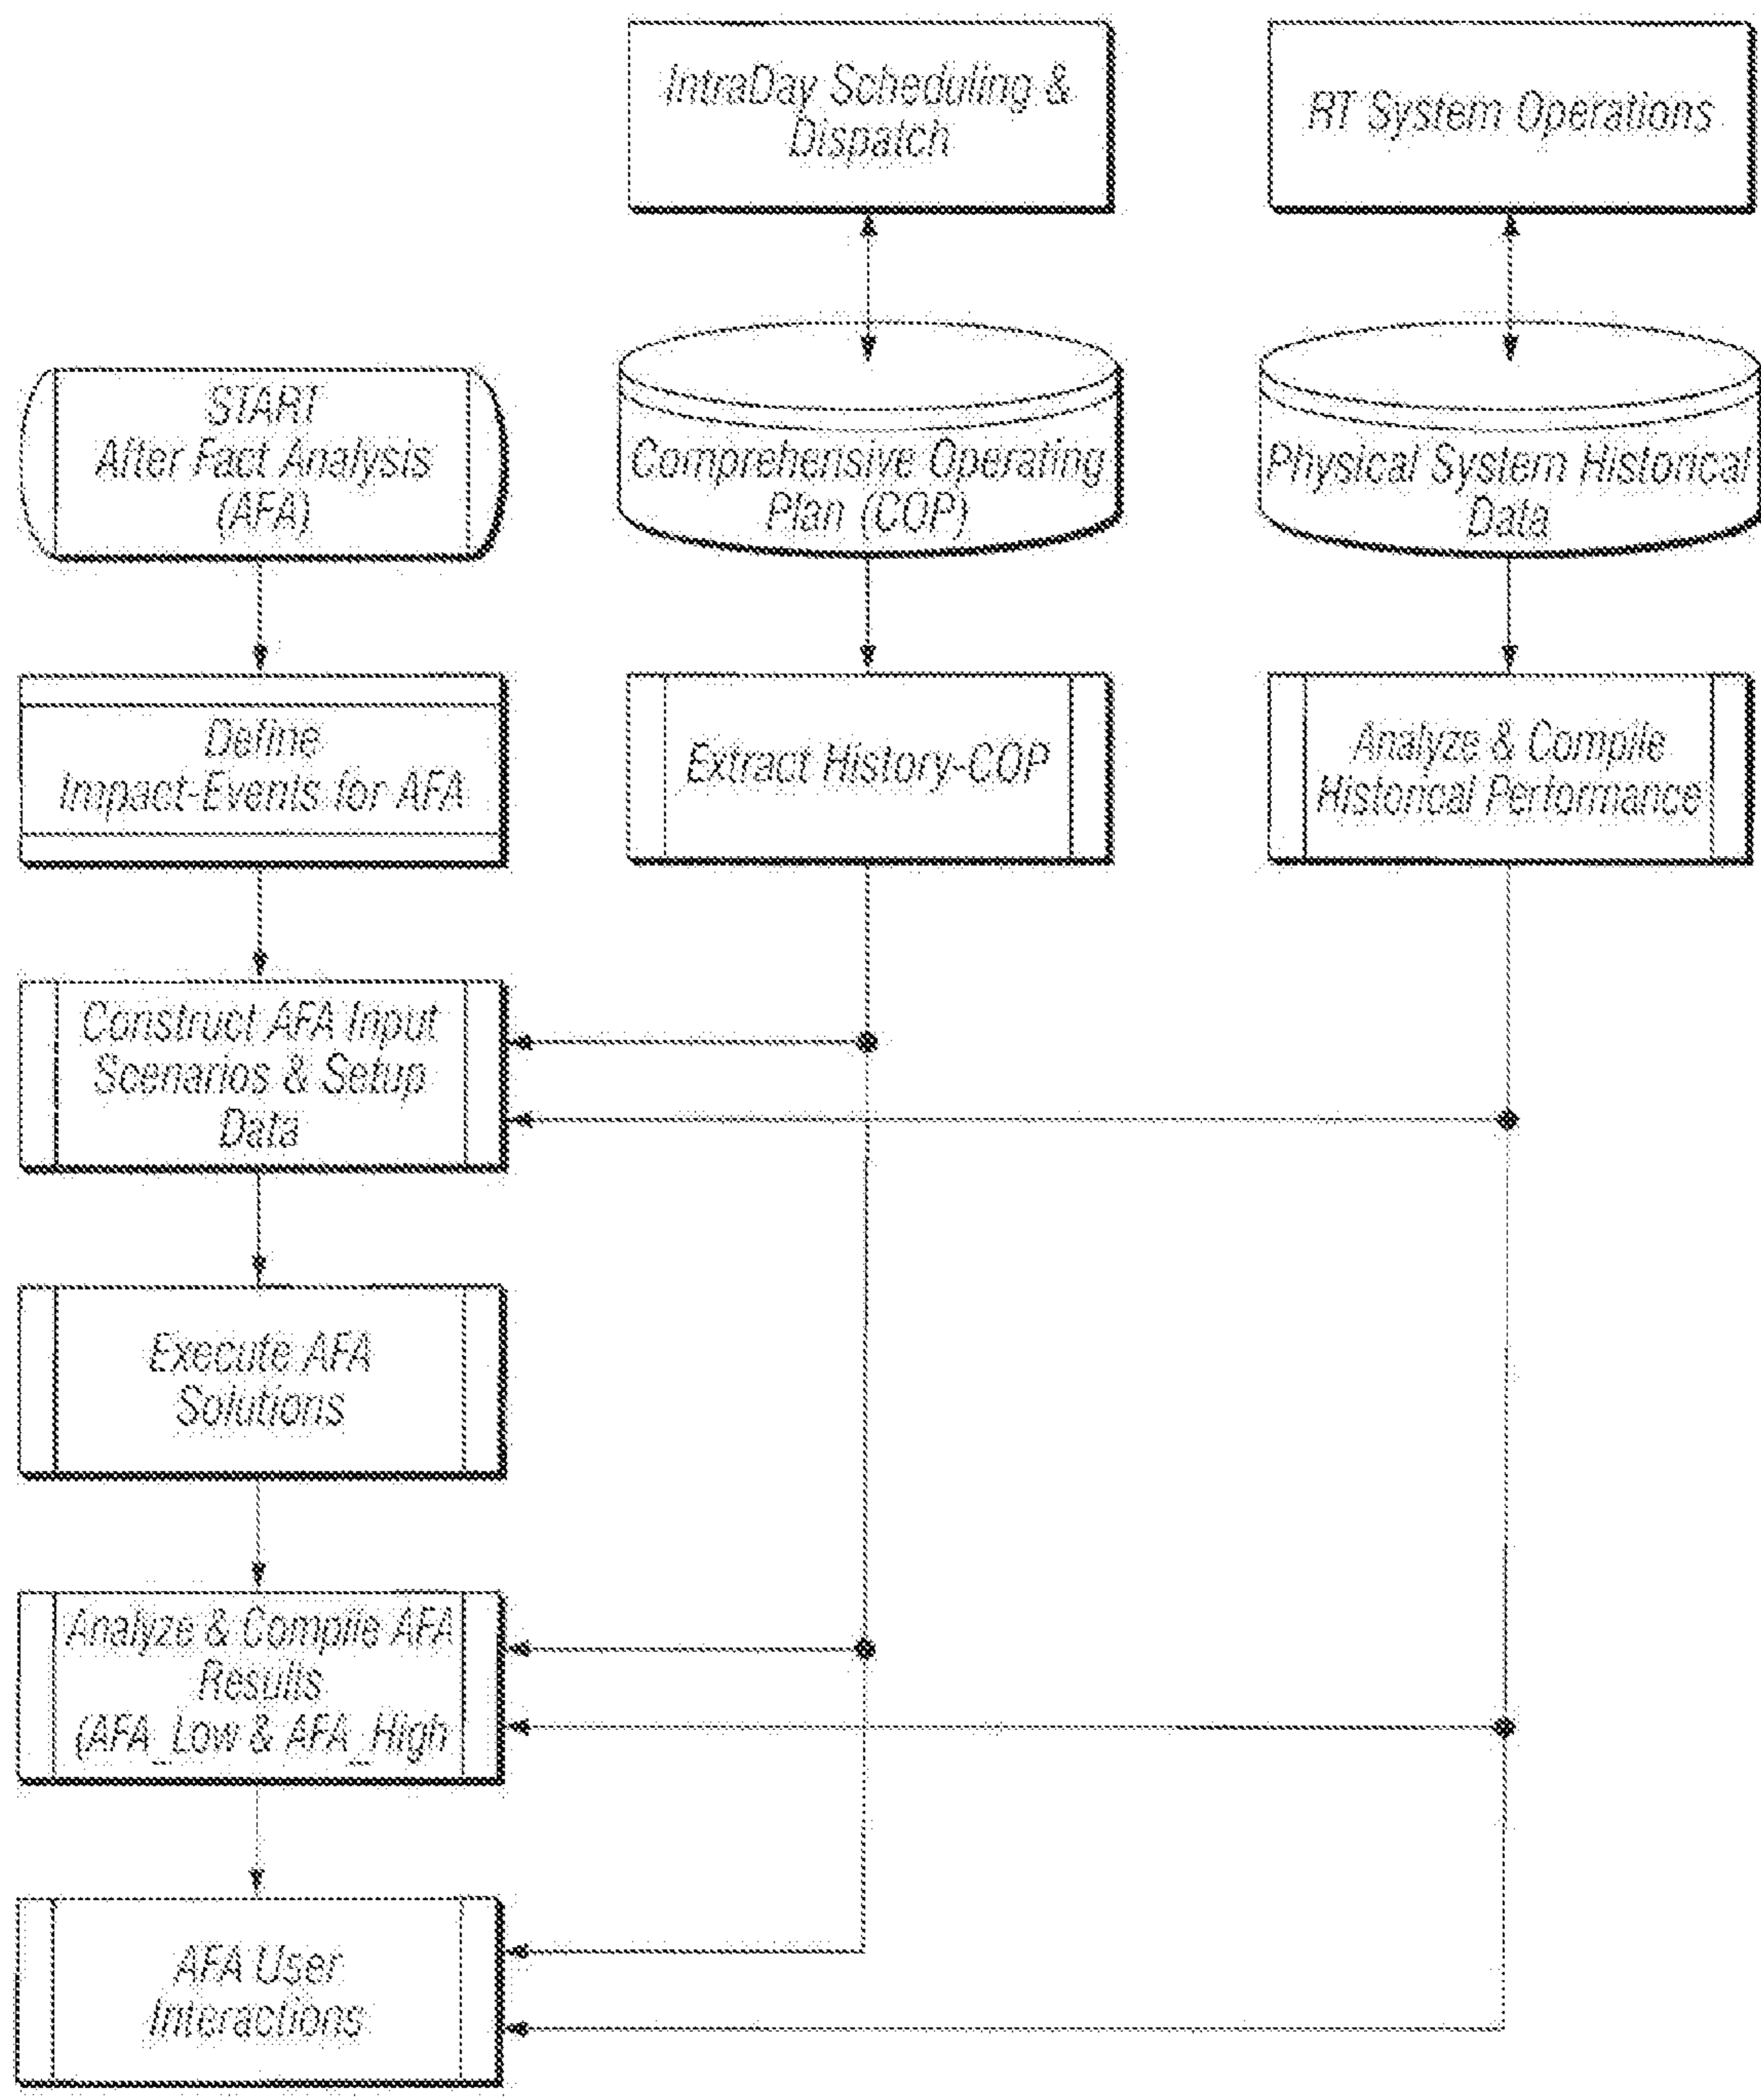 IntraDay Scheduling &
Dispatch
RT System Operations
START
After Fact Analysis
(AFA)
Comprehensive Operating
Plan (COP)
Physical System Historical
Data
Define
Impact-Events for AFA
Extract History-COP
Analyze & Compile
Historical Performance
Construct AFA Input
Scenarios & Setup
Data
Execute AFA
Solutions
Analyze & Compile AFA
Results
(AFA_Low & AFA_High
AFA User
Interactions